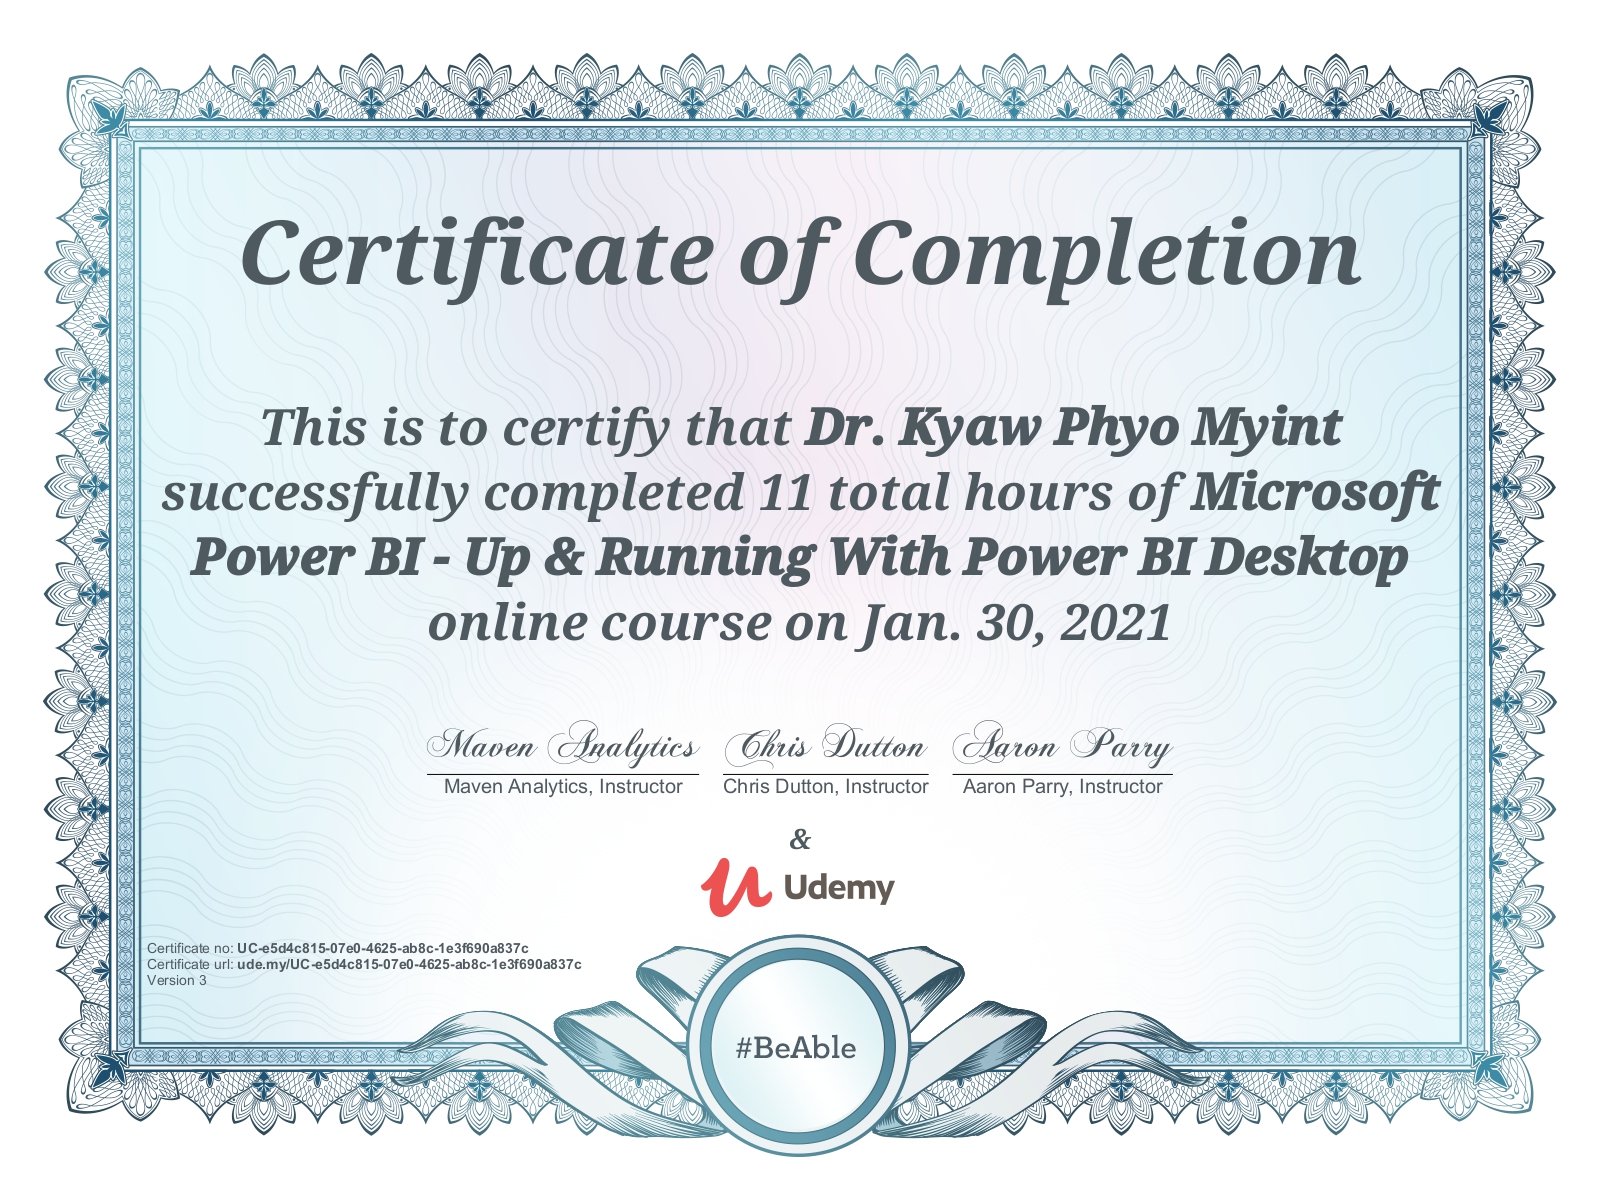 Certificate of Completion
This is to certify that Dr. Kyaw Phyo Myint
successfully completed 11 total hours of Microsoft
Power BI - Up & Running With Power BI Desktop
online course on Jan. 30, 2021
Maven Analytics Chris Dutton Aaron Parry
Maven Analytics, Instructor Chris Dutton, Instructor Aaron Parry, Instructor
&
Udemy
Certificate no: UC-e5d4c815-07e0-4625-ab8c-1e3f690a837c
Certificate url: ude.my/UC-e5d4c815-07e0-4625-ab8c-1e3f690a837c
Version 3
#BeAble